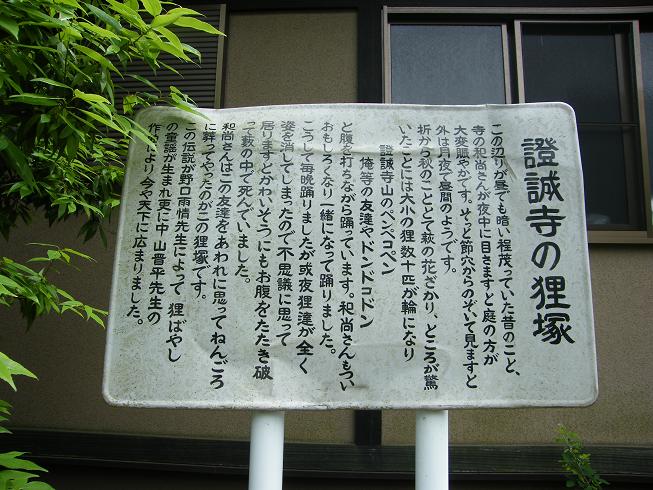 證誠寺の狸塚
この辺りが昼でも暗い程茂っていた昔のこと、
寺の和尚さんが夜中に目さますと庭の方が
大変賑やかです。そっと節穴からのぞいて見ますと
外は月夜で昼間のようです。
折から秋のこととて萩の花ざかり、ところが驚
いたことには大小の狸数十匹が輪になり
證誠寺山のペンペコペン
俺等の友達やドンドコドン
と腹を打ちながら踊っています。和尚さんもつい
おもしろくなり一緒になって踊りました。
こうして毎晩踊りましたが或夜狸達が全く
姿を消してしまったので不思議に思って
居りますとかわいそうにもお腹をたたき破
って藪の中で死んでいました。
和尚さんはこの友達をあわれに思ってねんごろ
に葬ってやったのがこの狸塚です。
この伝説が野口雨情先生によって狸ばやし
の童謡が生まれ更に中山晋平先生の
作曲により今や天下に広まりました。